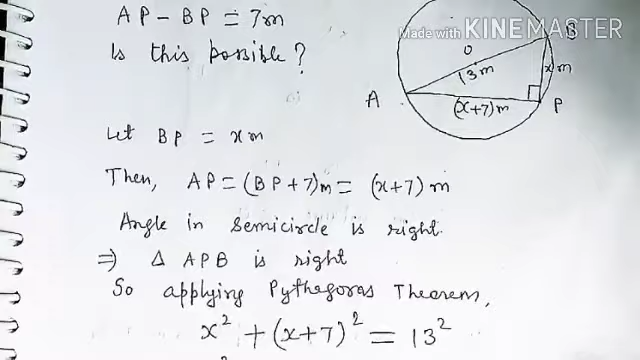 MADE WITH KINEMASTER
AP - BP = 7m
Is this possible?
O
B
13m
x m
A
(x+7)m
P
Let BP = x m
Then, AP = (BP+7)m = (x+7) m
Angle in semicircle is right.
⇒ Δ APB is right
So applying Pythagoras Theorem,
x² + (x+7)² = 13²